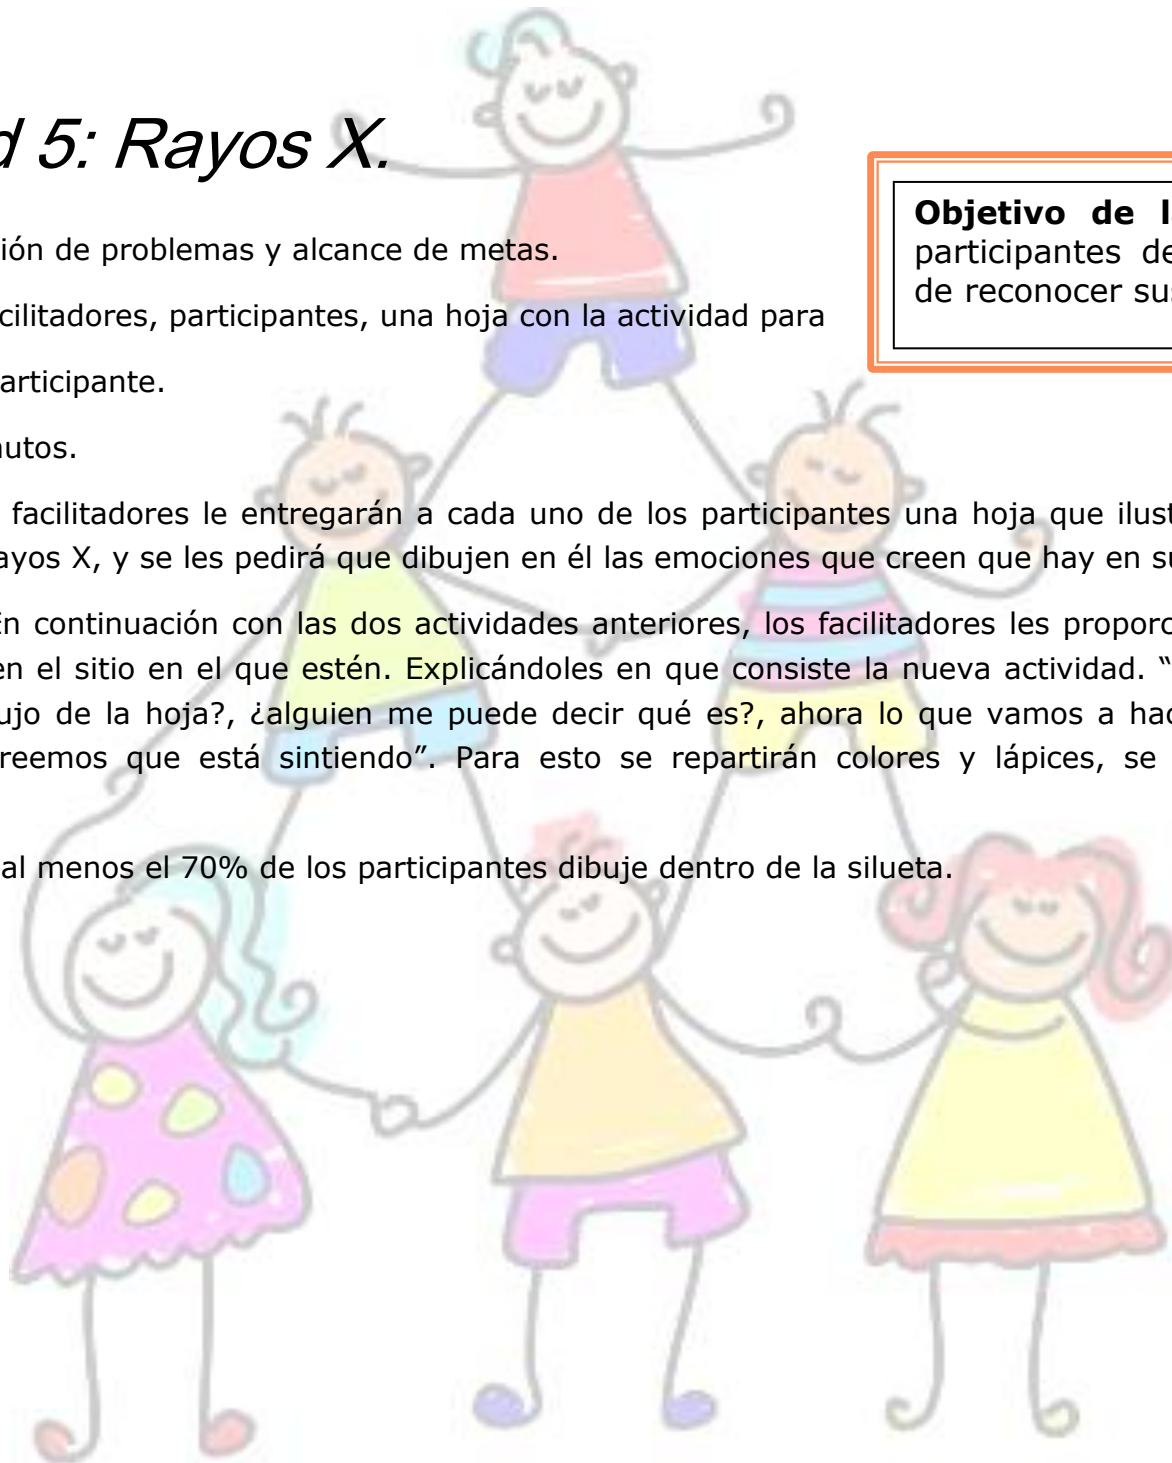 d 5: Rayos X.
Objetivo de l
participantes de
de reconocer sus
ión de problemas y alcance de metas.
cilitadores, participantes, una hoja con la actividad para
articipante.
nutos.
facilitadores le entregarán a cada uno de los participantes una hoja que ilust
ayos X, y se les pedirá que dibujen en él las emociones que creen que hay en su
En continuación con las dos actividades anteriores, los facilitadores les proporc
en el sitio en el que estén. Explicándoles en que consiste la nueva actividad. “
ujo de la hoja?, ¿alguien me puede decir qué es?, ahora lo que vamos a hac
reemos que está sintiendo”. Para esto se repartirán colores y lápices, se
al menos el 70% de los participantes dibuje dentro de la silueta.